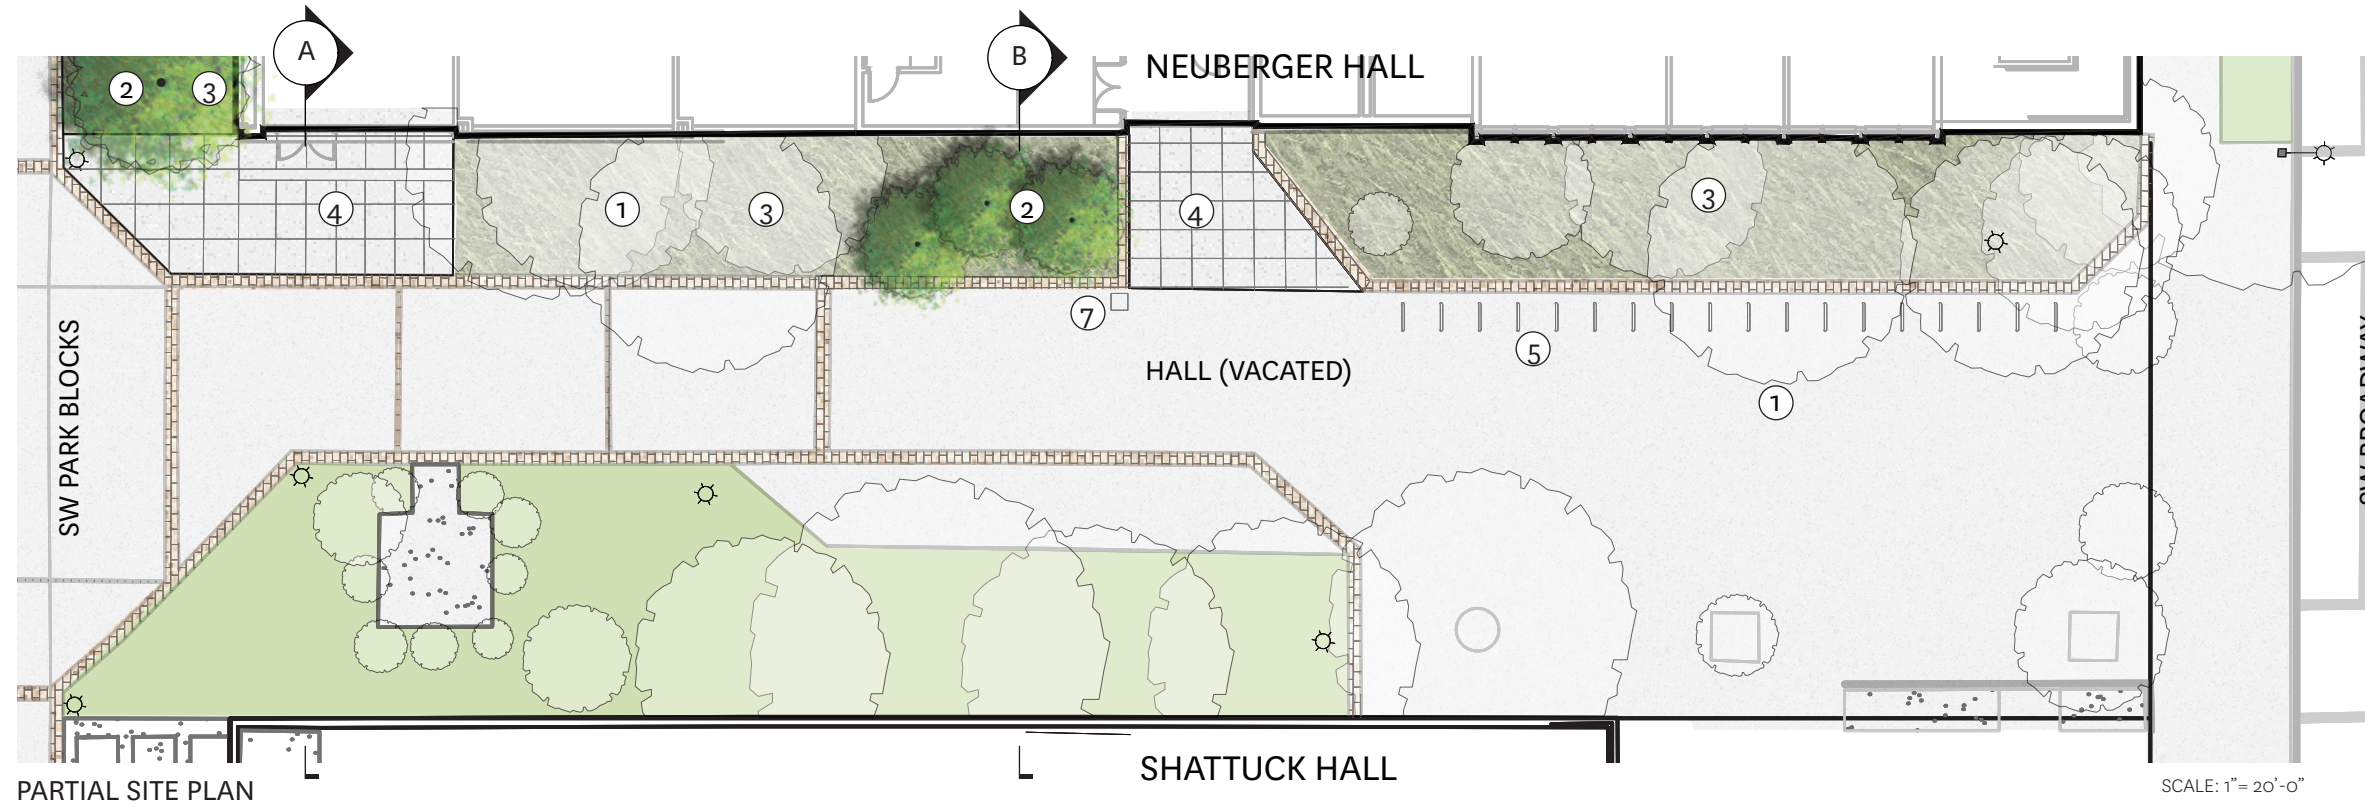 A
B
NEUBERGER HALL
2
3
1
3
2
4
4
3
7
5
HALL (VACATED)
1
SW PARK BLOCKS
SHATTUCK HALL
PARTIAL SITE PLAN
SCALE: 1”= 20’-0”